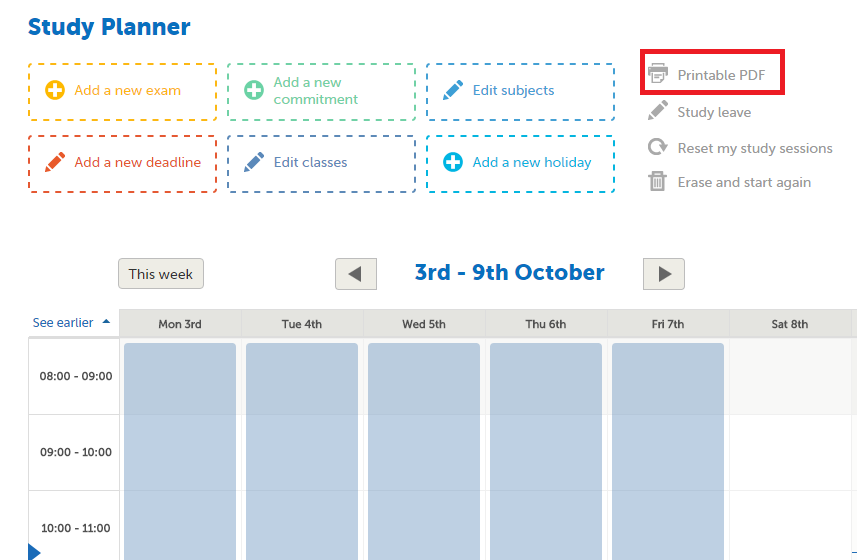 Study Planner
Add a new exam
Add a new
commitment
Edit subjects
Printable PDF
Study leave
Add a new deadline
Edit classes
Add a new holiday
Reset my study sessions
Erase and start again
This week
3rd - 9th October
See earlier
Mon 3rd
Tue 4th
Wed 5th
Thu 6th
Fri 7th
Sat 8th
08:00 - 09:00
09:00 - 10:00
10:00 - 11:00